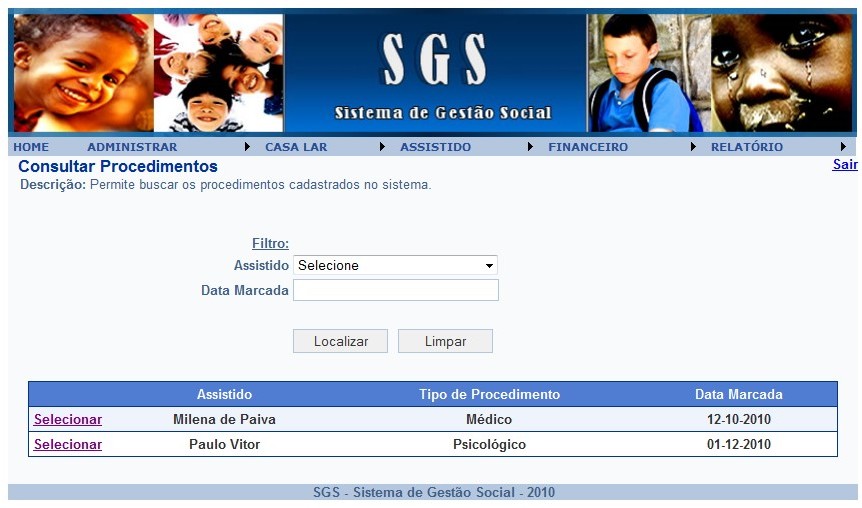 SGS
Sistema de Gestão Social
HOME ADMINISTRAR CASA LAR ASSISTIDO FINANCEIRO RELATÓRIO
Consultar Procedimentos Sair
Descrição: Permite buscar os procedimentos cadastrados no sistema.
Filtro:
Assistido Selecione
Data Marcada
Localizar Limpar
Assistido Tipo de Procedimento Data Marcada
Selecionar Milena de Paiva Médico 12-10-2010
Selecionar Paulo Vitor Psicológico 01-12-2010
SGS - Sistema de Gestão Social - 2010